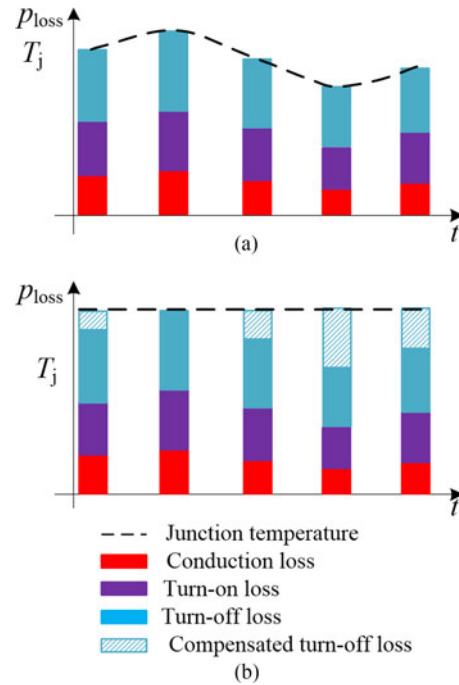 p_loss
T_j
t
(a)
p_loss
T_j
t
Junction temperature
Conduction loss
Turn-on loss
Turn-off loss
Compensated turn-off loss
(b)